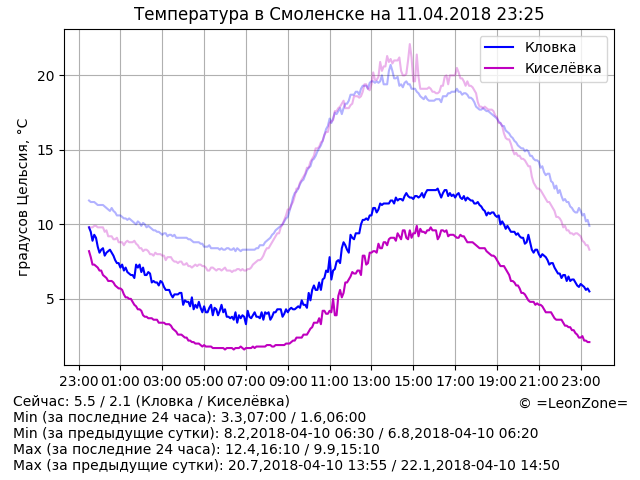 Температура в Смоленске на 11.04.2018 23:25
Кловка
Киселёвка
градусов Цельсия, °C
20
15
10
5
23:00 01:00 03:00 05:00 07:00 09:00 11:00 13:00 15:00 17:00 19:00 21:00 23:00
Сейчас: 5.5 / 2.1 (Кловка / Киселёвка)
© =LeonZone=
Min (за последние 24 часа): 3.3,07:00 / 1.6,06:00
Min (за предыдущие сутки): 8.2,2018-04-10 06:30 / 6.8,2018-04-10 06:20
Max (за последние 24 часа): 12.4,16:10 / 9.9,15:10
Max (за предыдущие сутки): 20.7,2018-04-10 13:55 / 22.1,2018-04-10 14:50